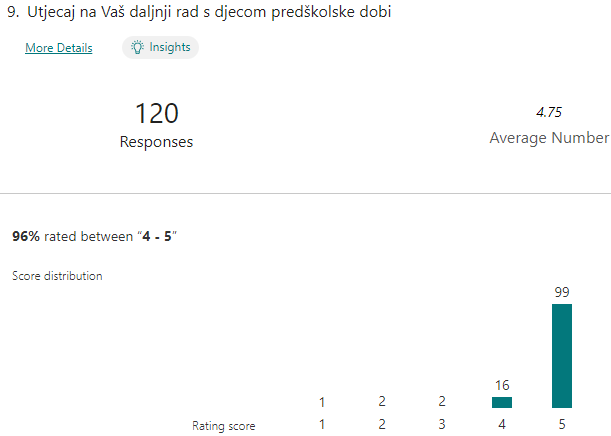 9. Utjecaj na Vaš daljnji rad s djecom predškolske dobi
More Details
Insights
120
Responses
4.75
Average Number
96% rated between "4 - 5"
Score distribution
1 2 2 16 99
Rating score 1 2 3 4 5